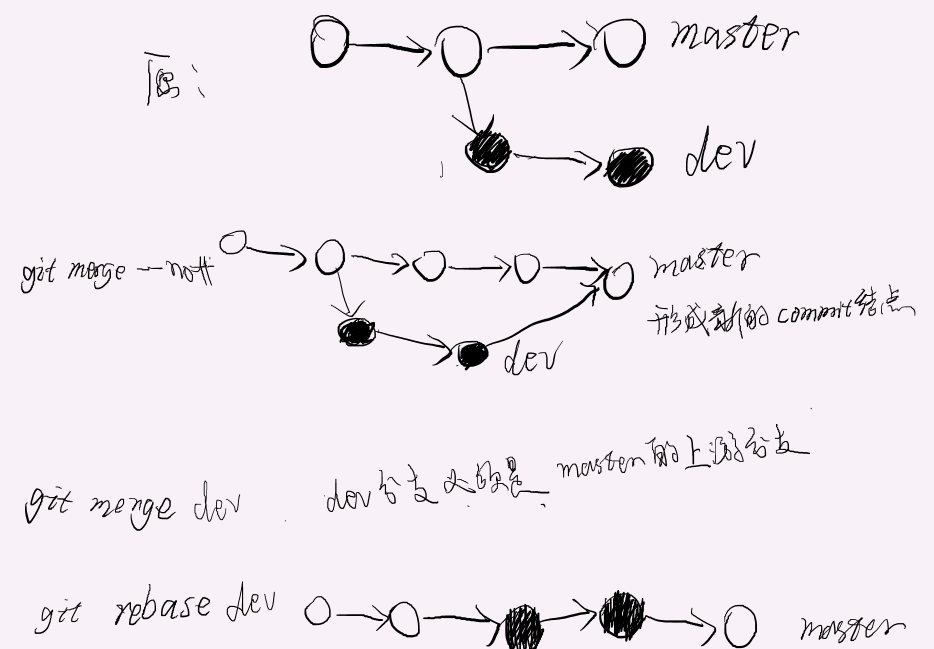 原:
master
dev
git merge --noff
master
形成新的commit结点
dev
git merge dev dev分支必须是 master的上游分支
git rebase dev
master